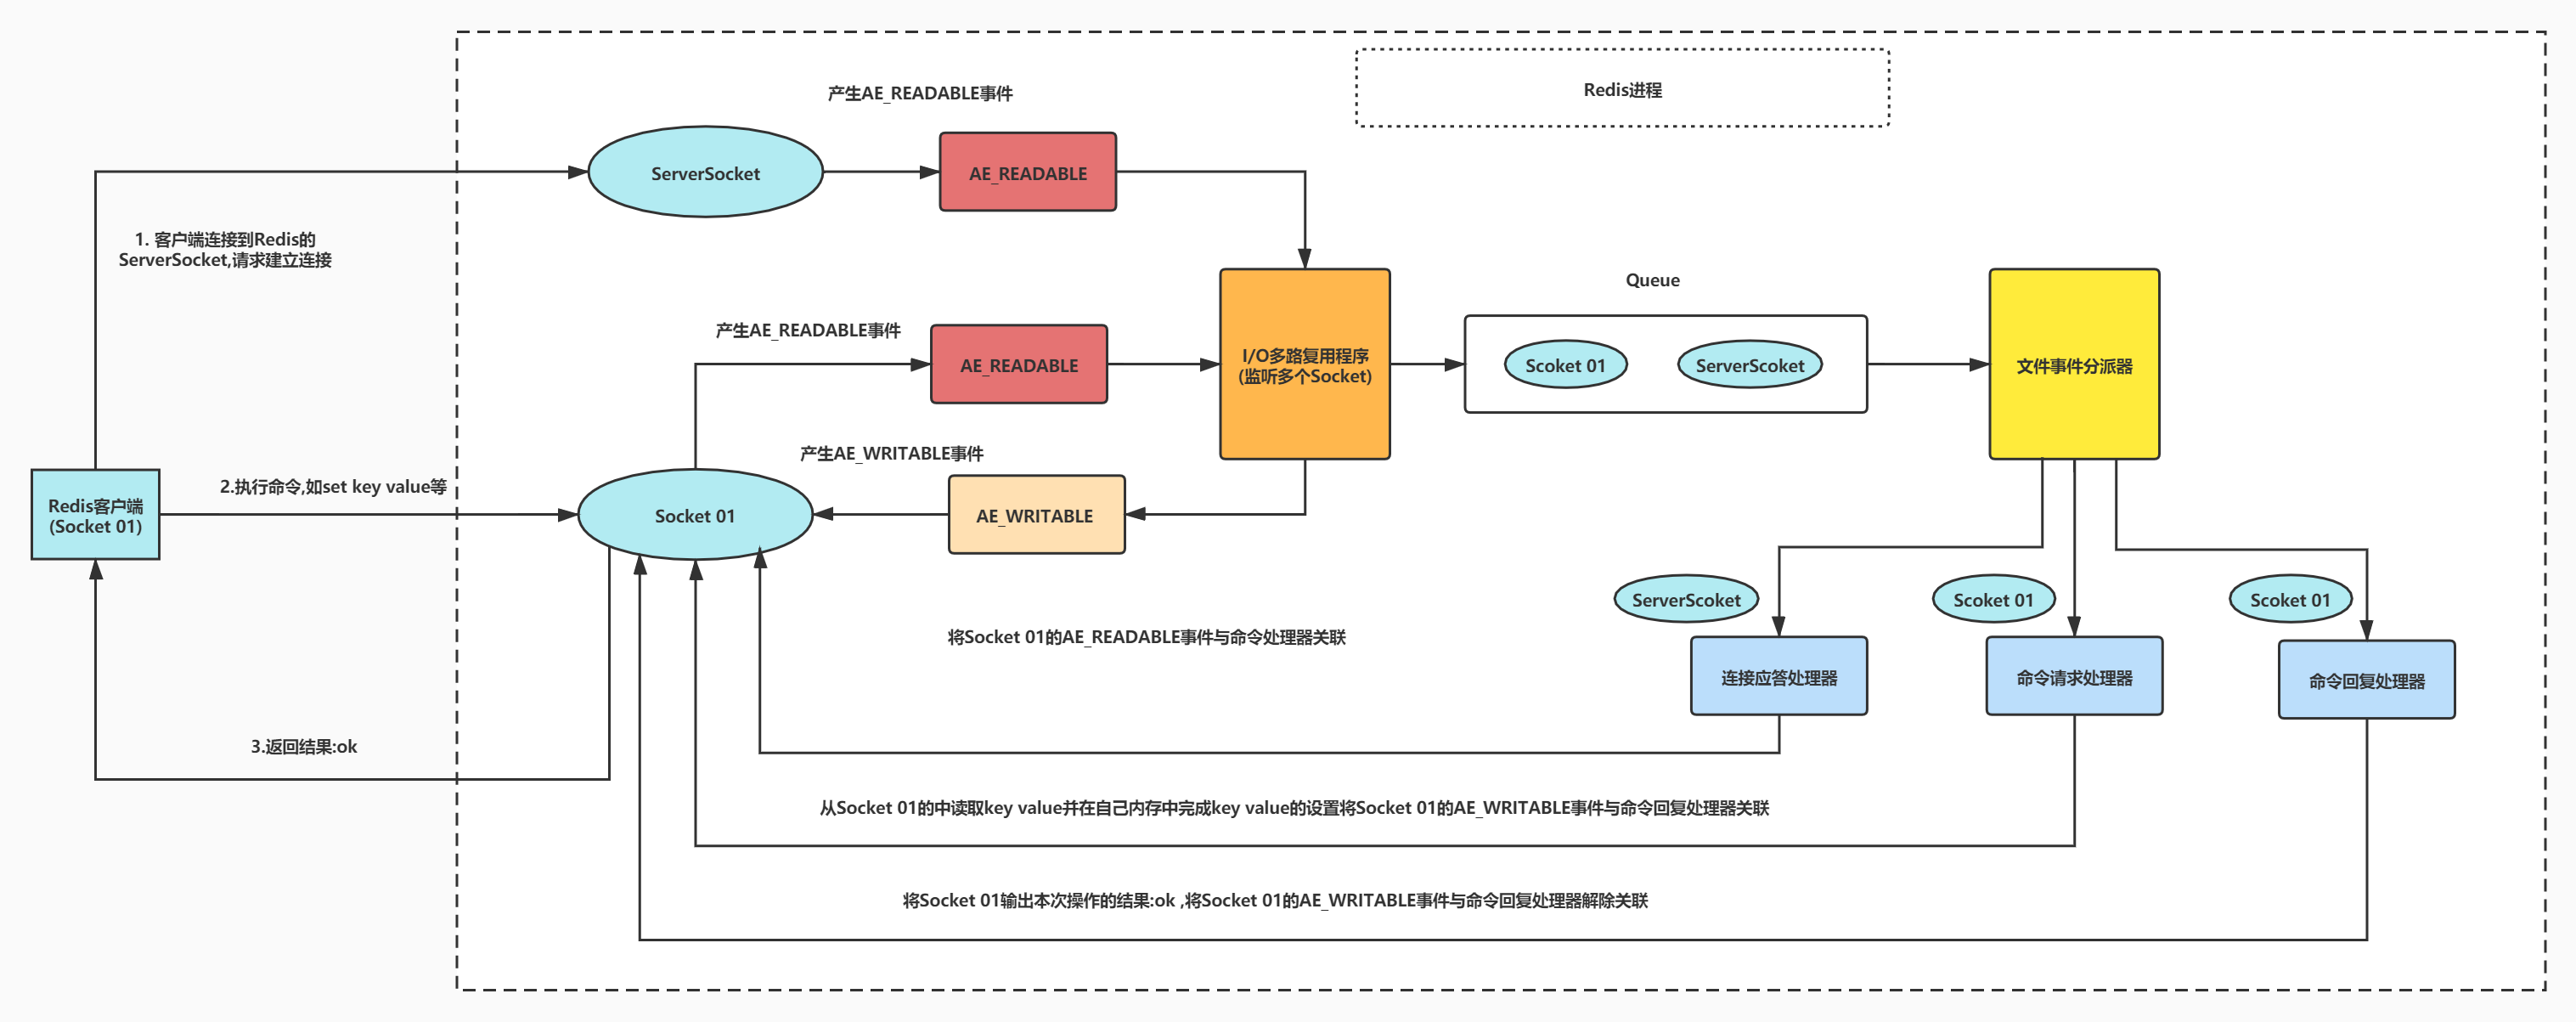 Redis进程
产生AE_READABLE事件
ServerSocket
AE_READABLE
1. 客户端连接到Redis的
ServerSocket,请求建立连接
Queue
产生AE_READABLE事件
AE_READABLE
I/O多路复用程序
(监听多个Socket)
Scoket 01
ServerScoket
文件事件分派器
产生AE_WRITABLE事件
2.执行命令,如set key value等
Redis客户端
(Socket 01)
Socket 01
AE_WRITABLE
ServerScoket
Scoket 01
Scoket 01
将Socket 01的AE_READABLE事件与命令处理器关联
连接应答处理器
命令请求处理器
命令回复处理器
3.返回结果:ok
从Socket 01的中读取key value并在自己内存中完成key value的设置将Socket 01的AE_WRITABLE事件与命令回复处理器关联
将Socket 01输出本次操作的结果:ok ,将Socket 01的AE_WRITABLE事件与命令回复处理器解除关联